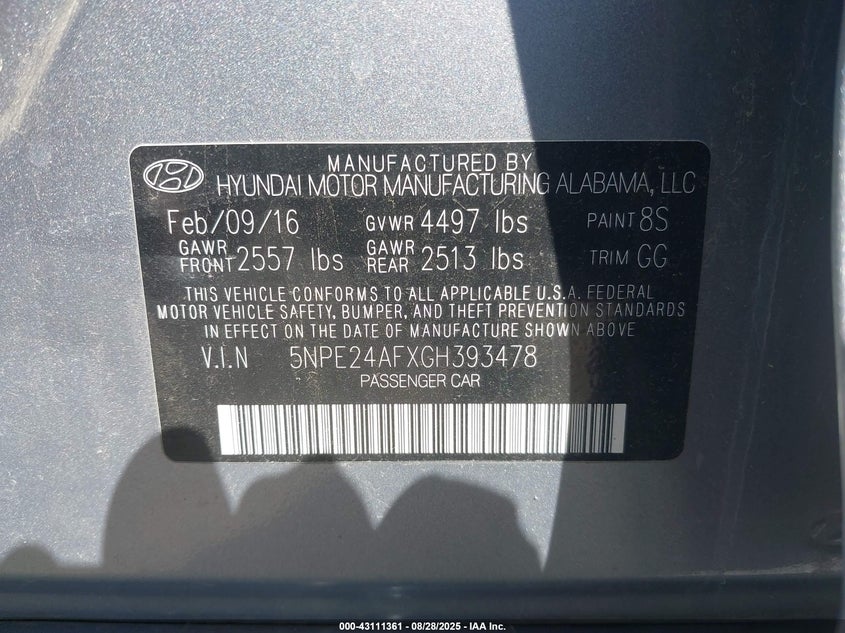 MANUFACTURED BY
HYUNDAI MOTOR MANUFACTURING ALABAMA, LLC
Feb/09/16 GVWR 4497 lbs PAINT 8S
GAWR FRONT 2557 lbs GAWR REAR 2513 lbs TRIM GG
THIS VEHICLE CONFORMS TO ALL APPLICABLE U.S.A. FEDERAL
MOTOR VEHICLE SAFETY, BUMPER, AND THEFT PREVENTION STANDARDS
IN EFFECT ON THE DATE OF MANUFACTURE SHOWN ABOVE
V.I.N 5NPE24AFXGH393478
PASSENGER CAR
000-43111361 | 08/28/2025 - IAA Inc.